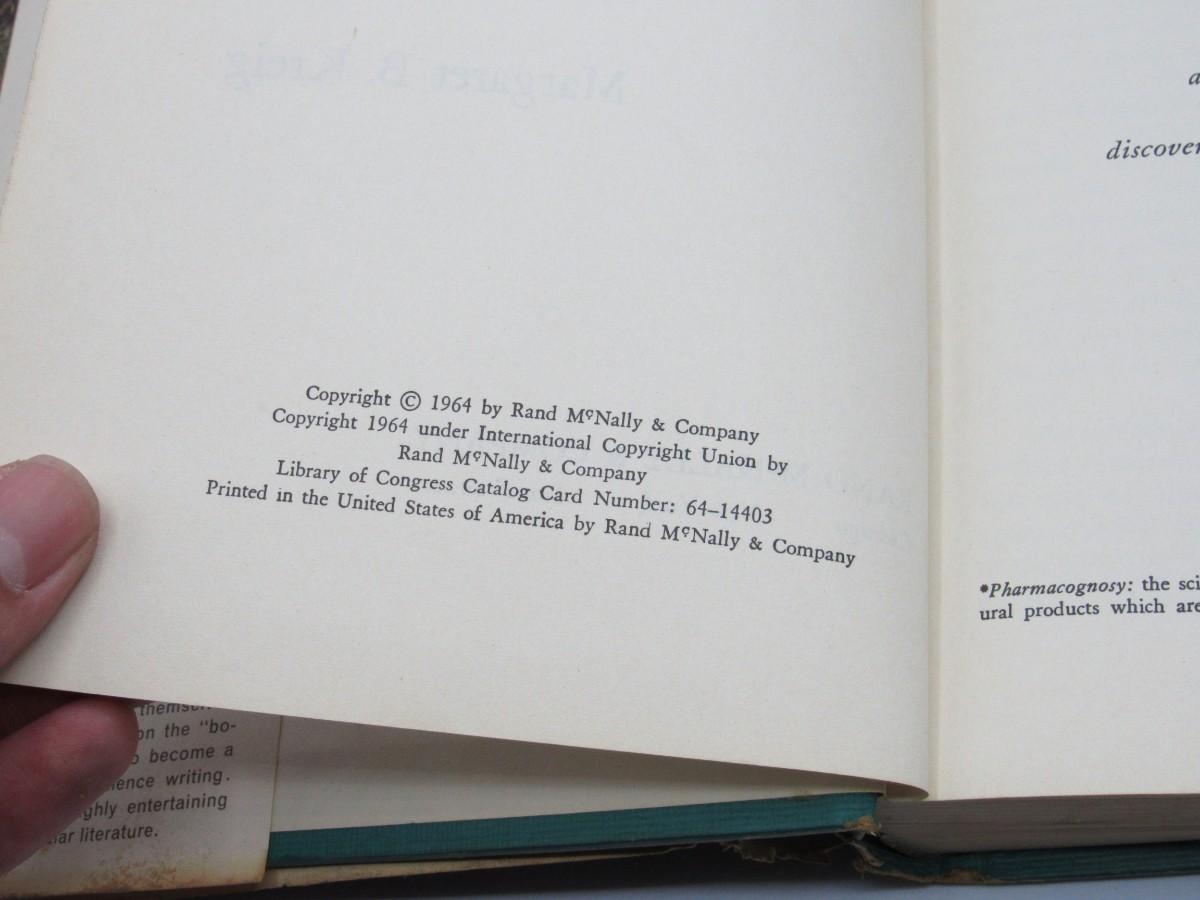 Margaret B. Kreig
Copyright © 1964 by Rand McNally & Company
Copyright 1964 under International Copyright Union by
Rand McNally & Company
Library of Congress Catalog Card Number: 64–14403
Printed in the United States of America by Rand McNally & Company
a
discover
*Pharmacognosy: the sci
ural products which are
on the "bo-
become a
ence writing.
ghly entertaining
lar literature.